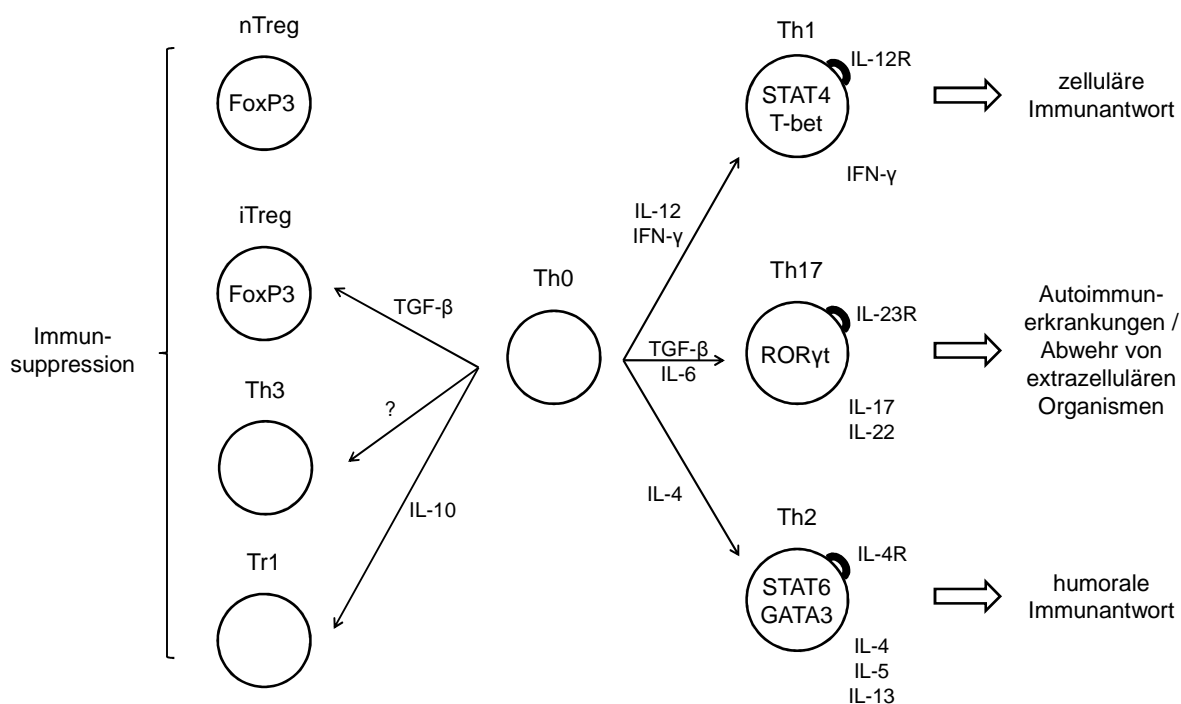 nTreg
FoxP3
iTreg
FoxP3
Immun-
suppression
Th3
Tr1
TGF-β
?
IL-10
Th0
IL-12
IFN-γ
TGF-β
IL-6
IL-4
Th1
IL-12R
STAT4
T-bet
IFN-γ
zelluläre
Immunantwort
Th17
IL-23R
RORγt
IL-17
IL-22
Autoimmun-
erkrankungen /
Abwehr von
extrazellulären
Organismen
Th2
IL-4R
STAT6
GATA3
IL-4
IL-5
IL-13
humorale
Immunantwort